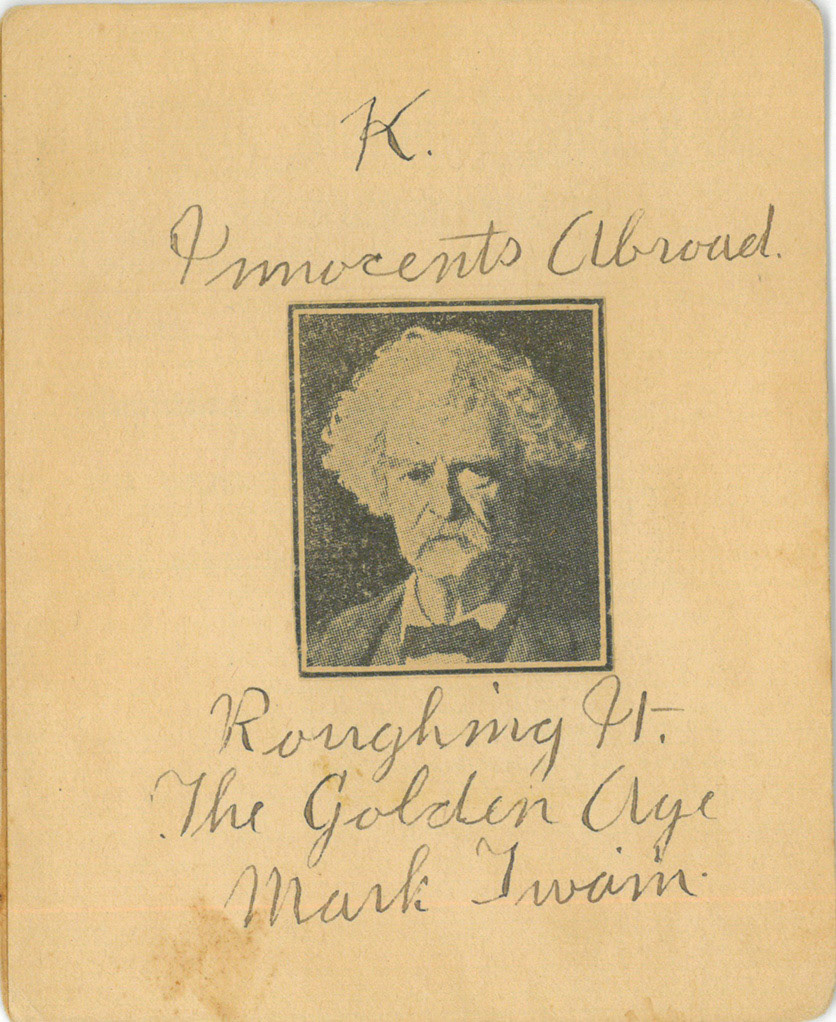 K.
Innocents Abroad.
Roughing It.
The Golden Age
Mark Twain.